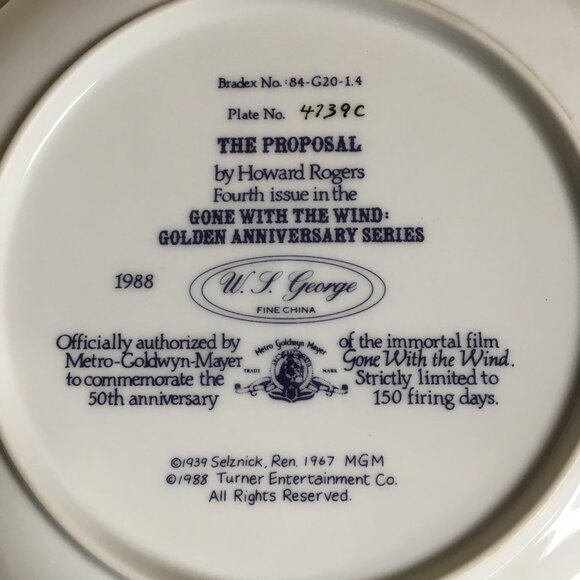 Bradex No.:84-G20-1.4
Plate No. 4739C
THE PROPOSAL
by Howard Rogers
Fourth issue in the
GONE WITH THE WIND:
GOLDEN ANNIVERSARY SERIES
1988
W. S. George
FINE CHINA
Officially authorized by
Metro-Goldwyn-Mayer
to commemorate the
50th anniversary
Metro Goldwyn Mayer
TRADE MARK
of the immortal film
Gone With the Wind.
Strictly limited to
150 firing days.
©1939 Selznick, Ren. 1967 MGM
©1988 Turner Entertainment Co.
All Rights Reserved.